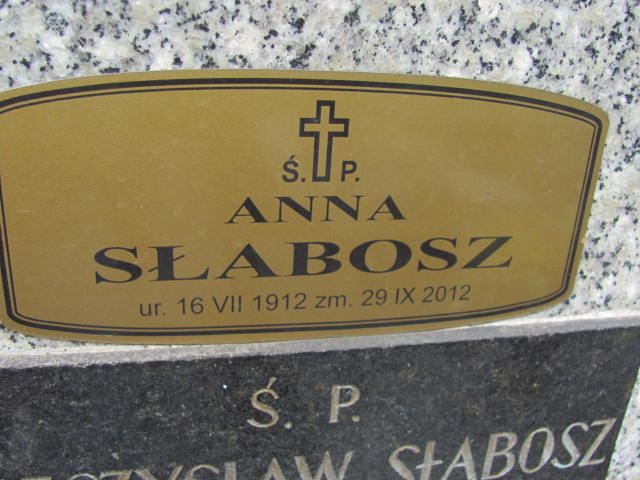 Ś. P.
ANNA
SŁABOSZ
ur. 16 VII 1912 zm. 29 IX 2012
Ś. P.
SŁABOSZ